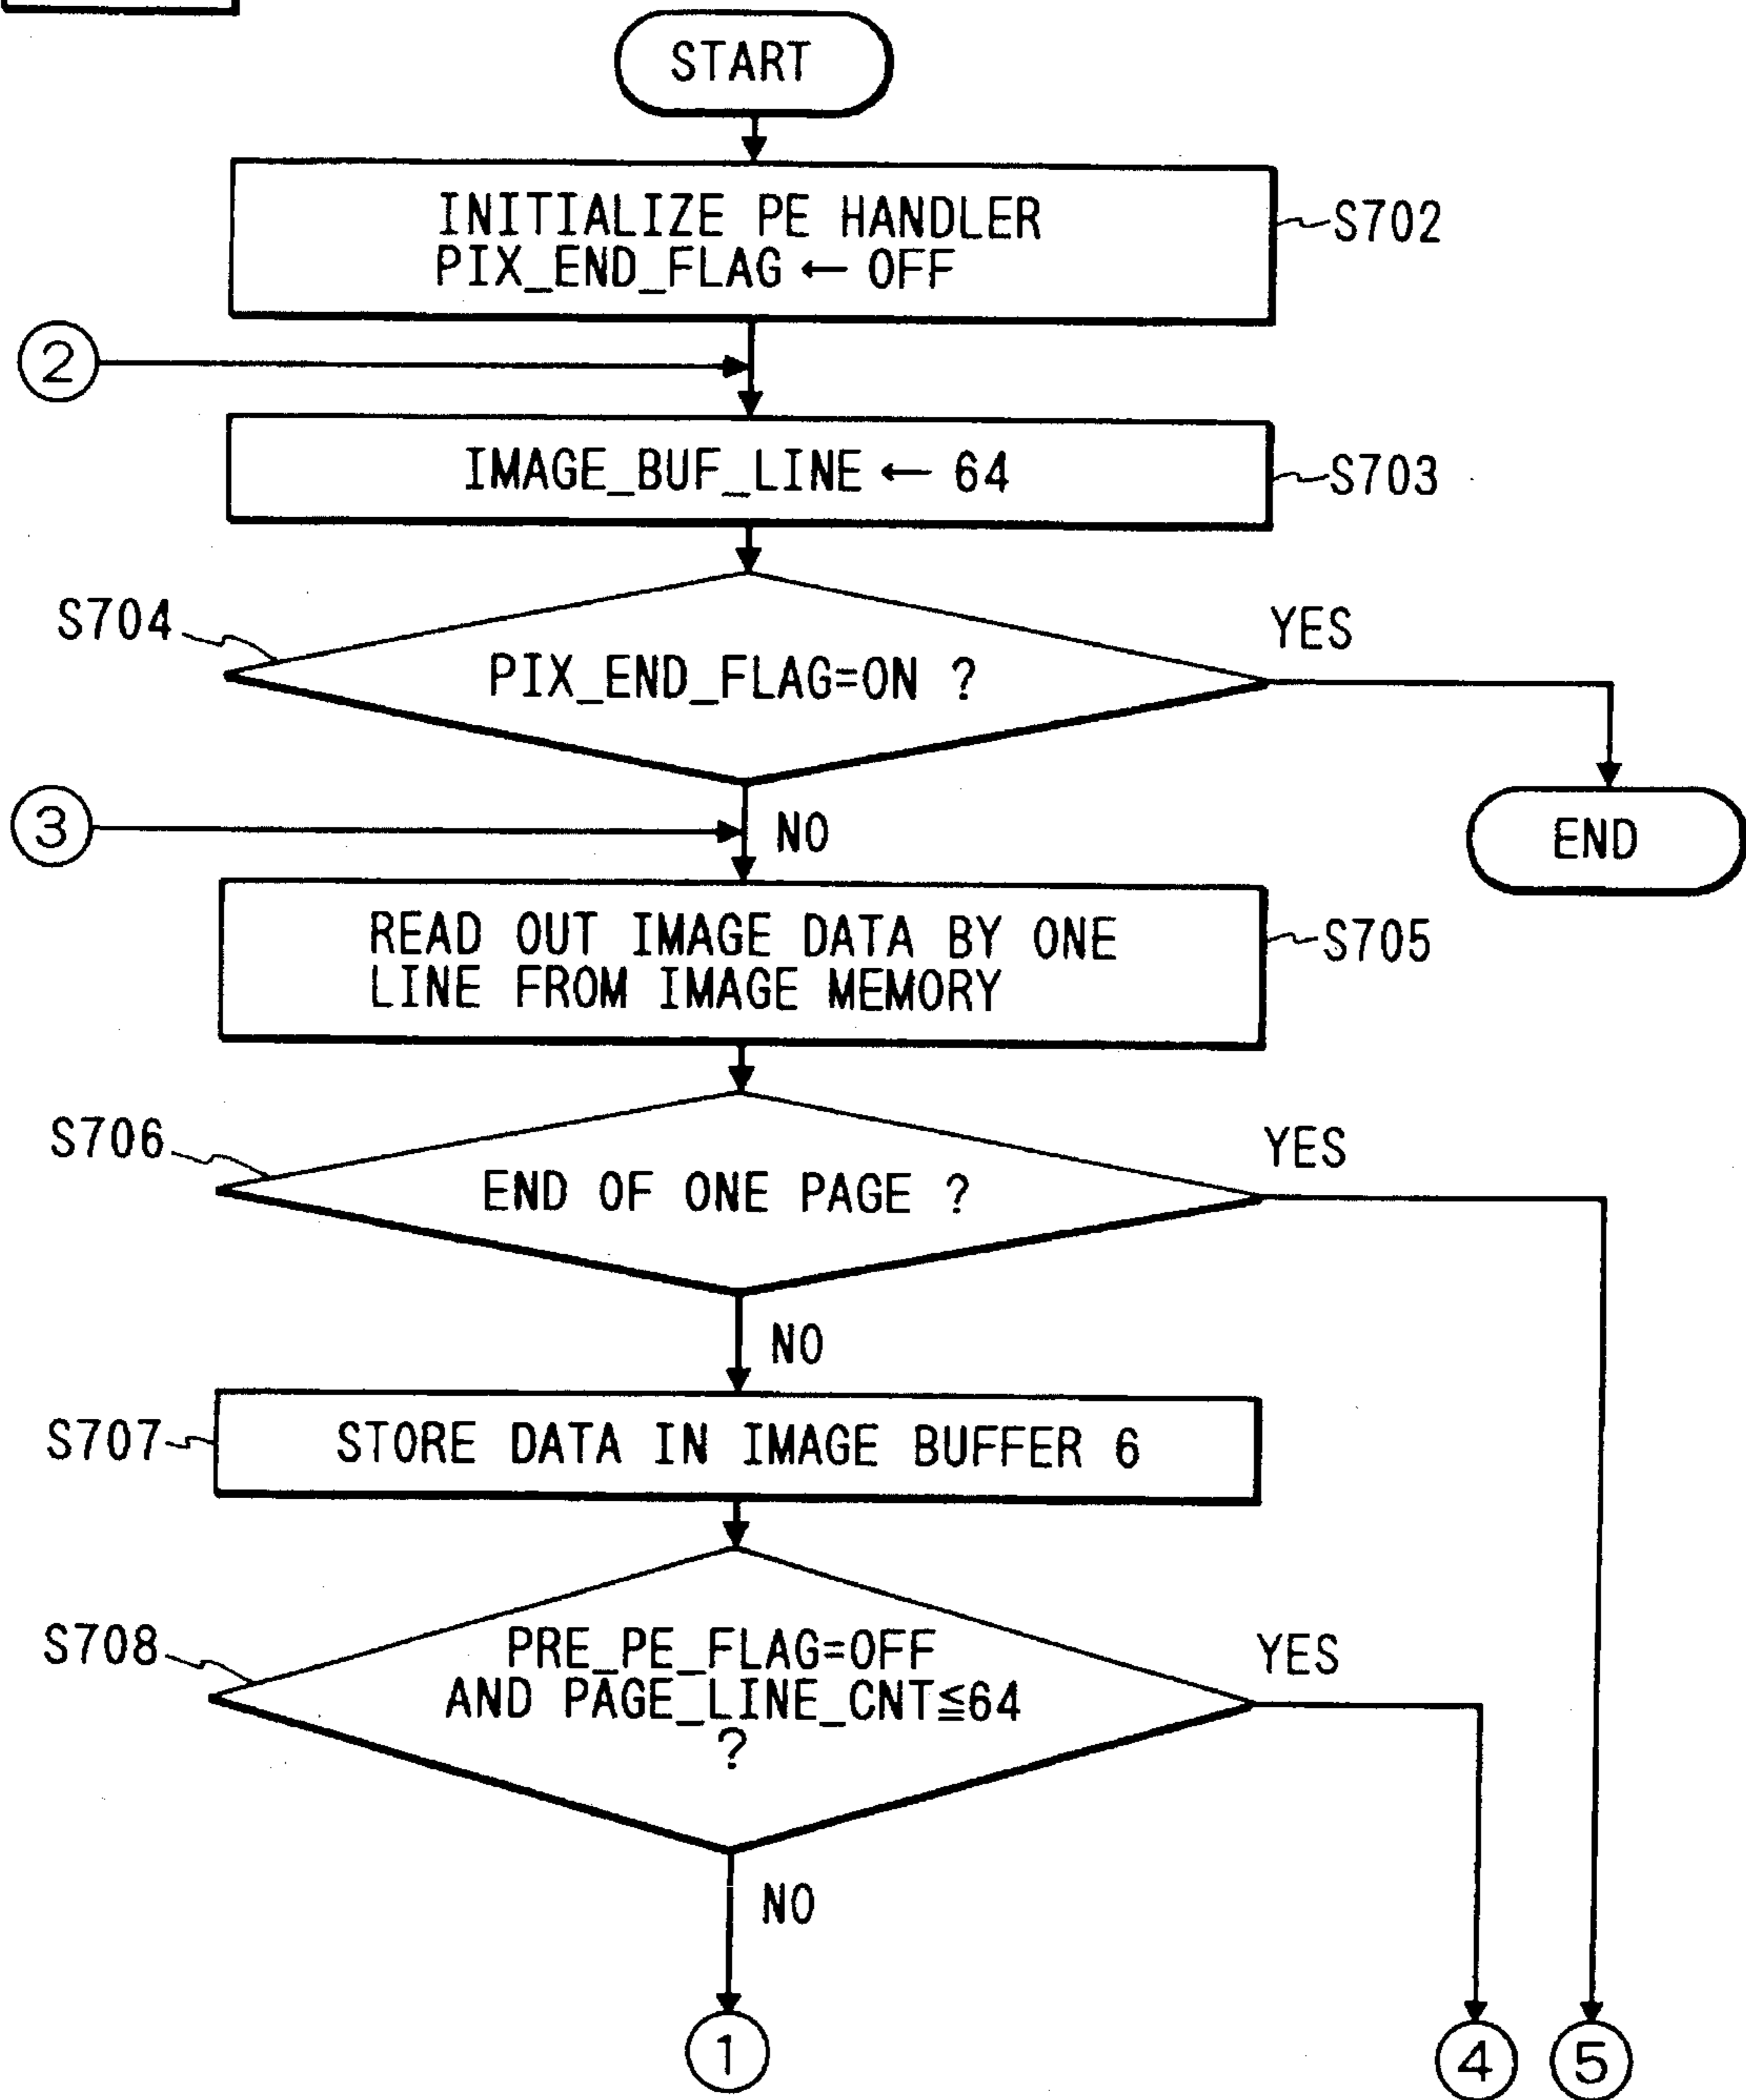 START
INITIALIZE PE HANDLER
PIX_END_FLAG ← OFF
S702
②
IMAGE_BUF_LINE ← 64
S703
S704
PIX_END_FLAG=ON ?
YES
③
NO
END
READ OUT IMAGE DATA BY ONE
LINE FROM IMAGE MEMORY
S705
S706
END OF ONE PAGE ?
YES
NO
S707
STORE DATA IN IMAGE BUFFER 6
S708
PRE_PE_FLAG=OFF
AND PAGE_LINE_CNT≦64
?
YES
NO
①
④
⑤